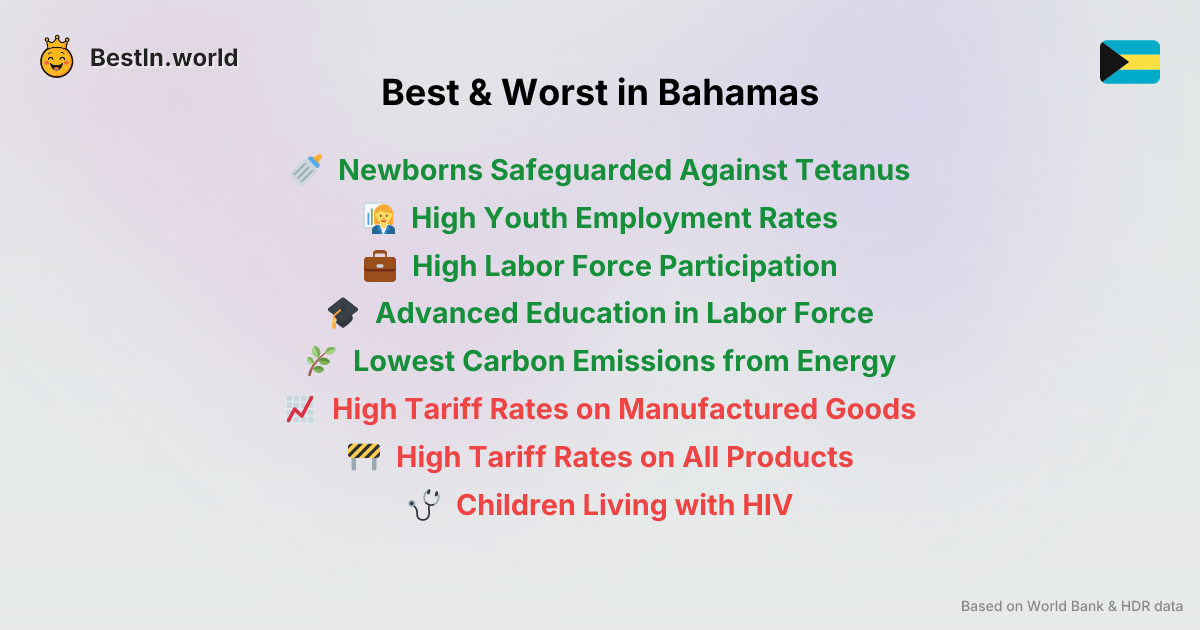 BestIn.world
Best & Worst in Bahamas
Newborns Safeguarded Against Tetanus
High Youth Employment Rates
High Labor Force Participation
Advanced Education in Labor Force
Lowest Carbon Emissions from Energy
High Tariff Rates on Manufactured Goods
High Tariff Rates on All Products
Children Living with HIV
Based on World Bank & HDR data